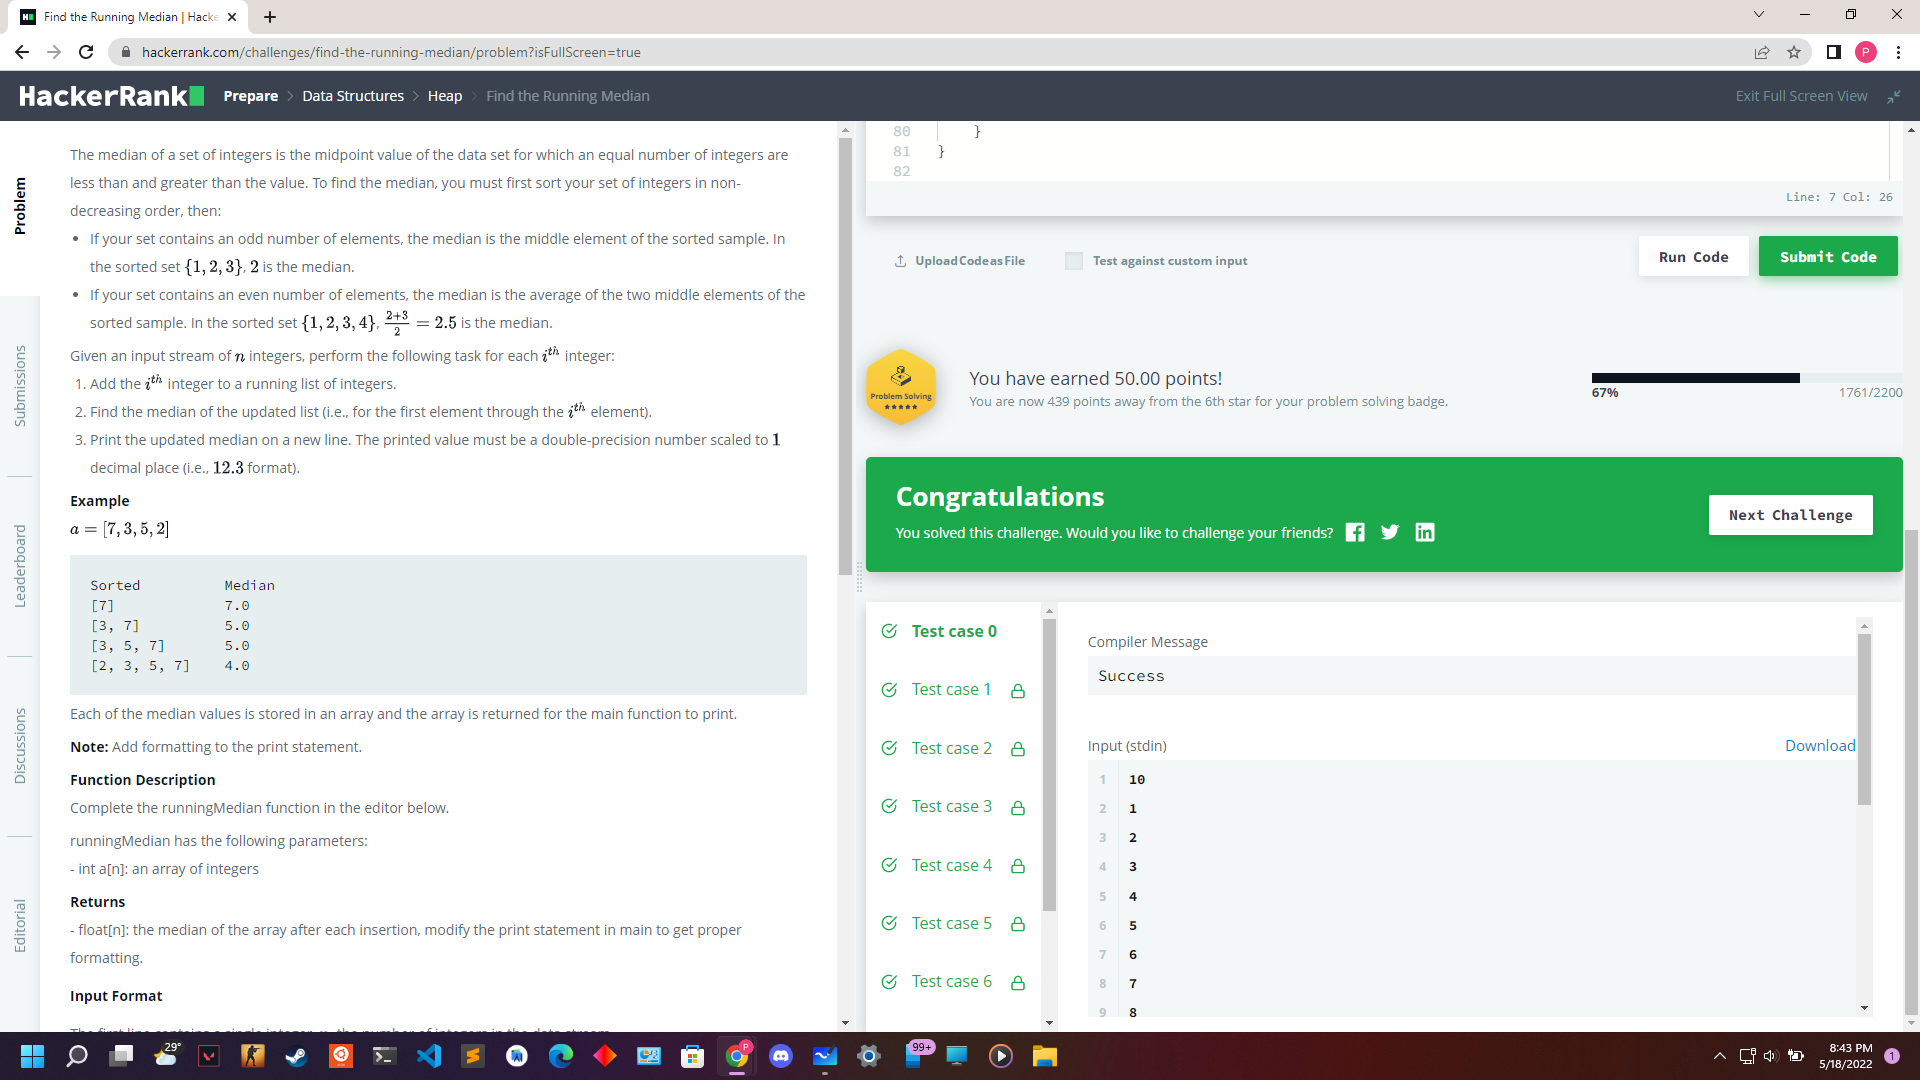 Find the Running Median | Hacke
hackerrank.com/challenges/find-the-running-median/problem?isFullScreen=true
P
HackerRank
Prepare > Data Structures > Heap > Find the Running Median
Exit Full Screen View
Problem
Submissions
Leaderboard
Discussions
Editorial
The median of a set of integers is the midpoint value of the data set for which an equal number of integers are
less than and greater than the value. To find the median, you must first sort your set of integers in non-
decreasing order, then:
• If your set contains an odd number of elements, the median is the middle element of the sorted sample. In
the sorted set {1, 2, 3}, 2 is the median.
• If your set contains an even number of elements, the median is the average of the two middle elements of the
sorted sample. In the sorted set {1, 2, 3, 4}, 2+3/2 = 2.5 is the median.
Given an input stream of n integers, perform the following task for each i^th integer:
1. Add the i^th integer to a running list of integers.
2. Find the median of the updated list (i.e., for the first element through the i^th element).
3. Print the updated median on a new line. The printed value must be a double-precision number scaled to 1
decimal place (i.e., 12.3 format).
Example
a = [7, 3, 5, 2]
Sorted Median
[7] 7.0
[3, 7] 5.0
[3, 5, 7] 5.0
[2, 3, 5, 7] 4.0
Each of the median values is stored in an array and the array is returned for the main function to print.
Note: Add formatting to the print statement.
Function Description
Complete the runningMedian function in the editor below.
runningMedian has the following parameters:
- int a[n]: an array of integers
Returns
- float[n]: the median of the array after each insertion, modify the print statement in main to get proper
formatting.
Input Format
The first line contains a single integer, n, the number of integers in the data stream.
80 }
81 }
82
Line: 7 Col: 26
Upload Code as File
Test against custom input
Run Code
Submit Code
Problem Solving
★★★★★
You have earned 50.00 points!
You are now 439 points away from the 6th star for your problem solving badge.
67%
1761/2200
Congratulations
You solved this challenge. Would you like to challenge your friends?
Next Challenge
Test case 0
Test case 1
Test case 2
Test case 3
Test case 4
Test case 5
Test case 6
Compiler Message
Success
Input (stdin)
Download
1 10
2 1
3 2
4 3
5 4
6 5
7 6
8 7
9 8
29°
P
99+
8:43 PM
5/18/2022
1